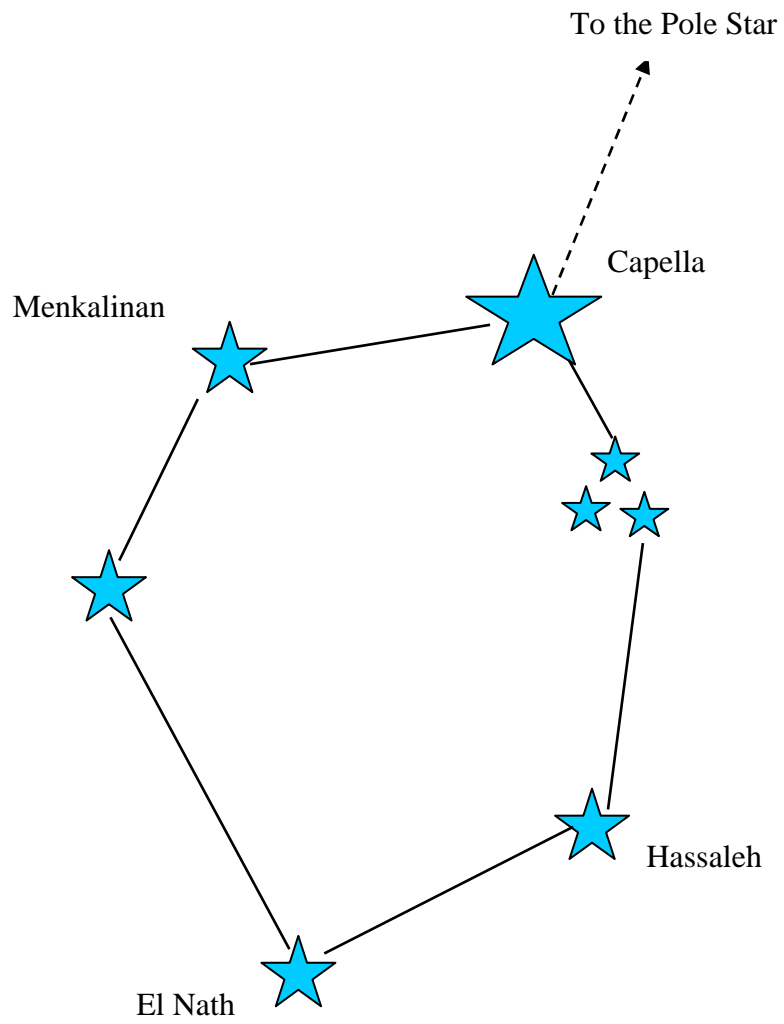 To the Pole Star
Capella
Menkalinan
Hassaleh
El Nath